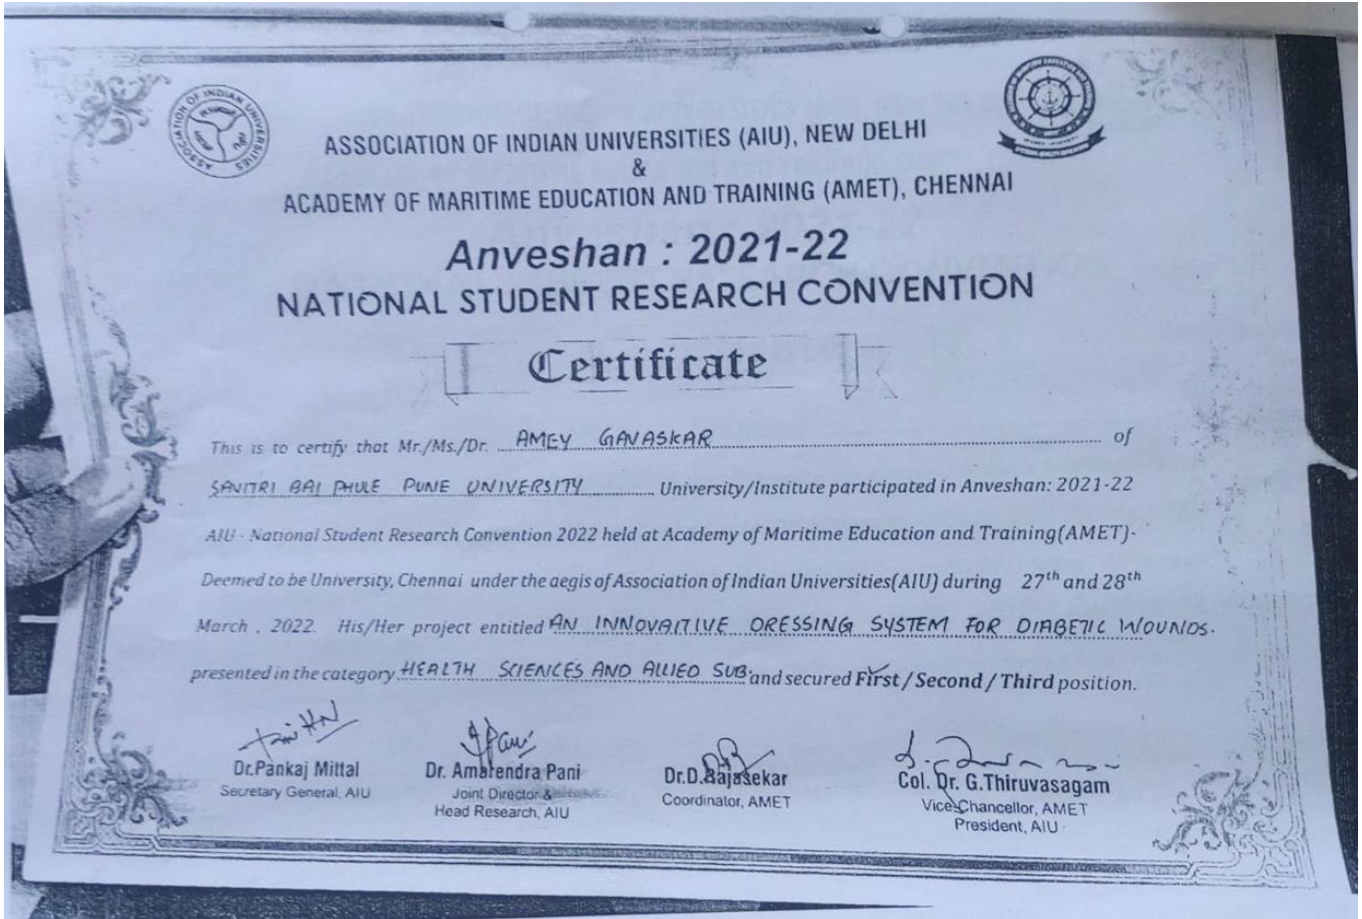 ASSOCIATION OF INDIAN UNIVERSITIES
ASSOCIATION OF INDIAN UNIVERSITIES (AIU), NEW DELHI
&
ACADEMY OF MARITIME EDUCATION AND TRAINING (AMET), CHENNAI
Anveshan : 2021-22
NATIONAL STUDENT RESEARCH CONVENTION
Certificate
This is to certify that Mr./Ms./Dr. AMEY GAVASKAR of
SAVITRI BAI PHULE PUNE UNIVERSITY University/Institute participated in Anveshan: 2021-22
AIU - National Student Research Convention 2022 held at Academy of Maritime Education and Training(AMET)-
Deemed to be University, Chennai under the aegis of Association of Indian Universities(AIU) during 27th and 28th
March , 2022. His/Her project entitled AN INNOVAITIVE DRESSING SYSTEM FOR DIABETIC WOUNDS.
presented in the category HEALTH SCIENCES AND ALLIED SUB. and secured First / Second / Third position.
Dr.Pankaj Mittal Dr. Amarendra Pani Dr.D.Rajasekar Col. Dr. G.Thiruvasagam
Secretary General, AIU Joint Director & Coordinator, AMET Vice Chancellor, AMET
Head Research, AIU President, AIU